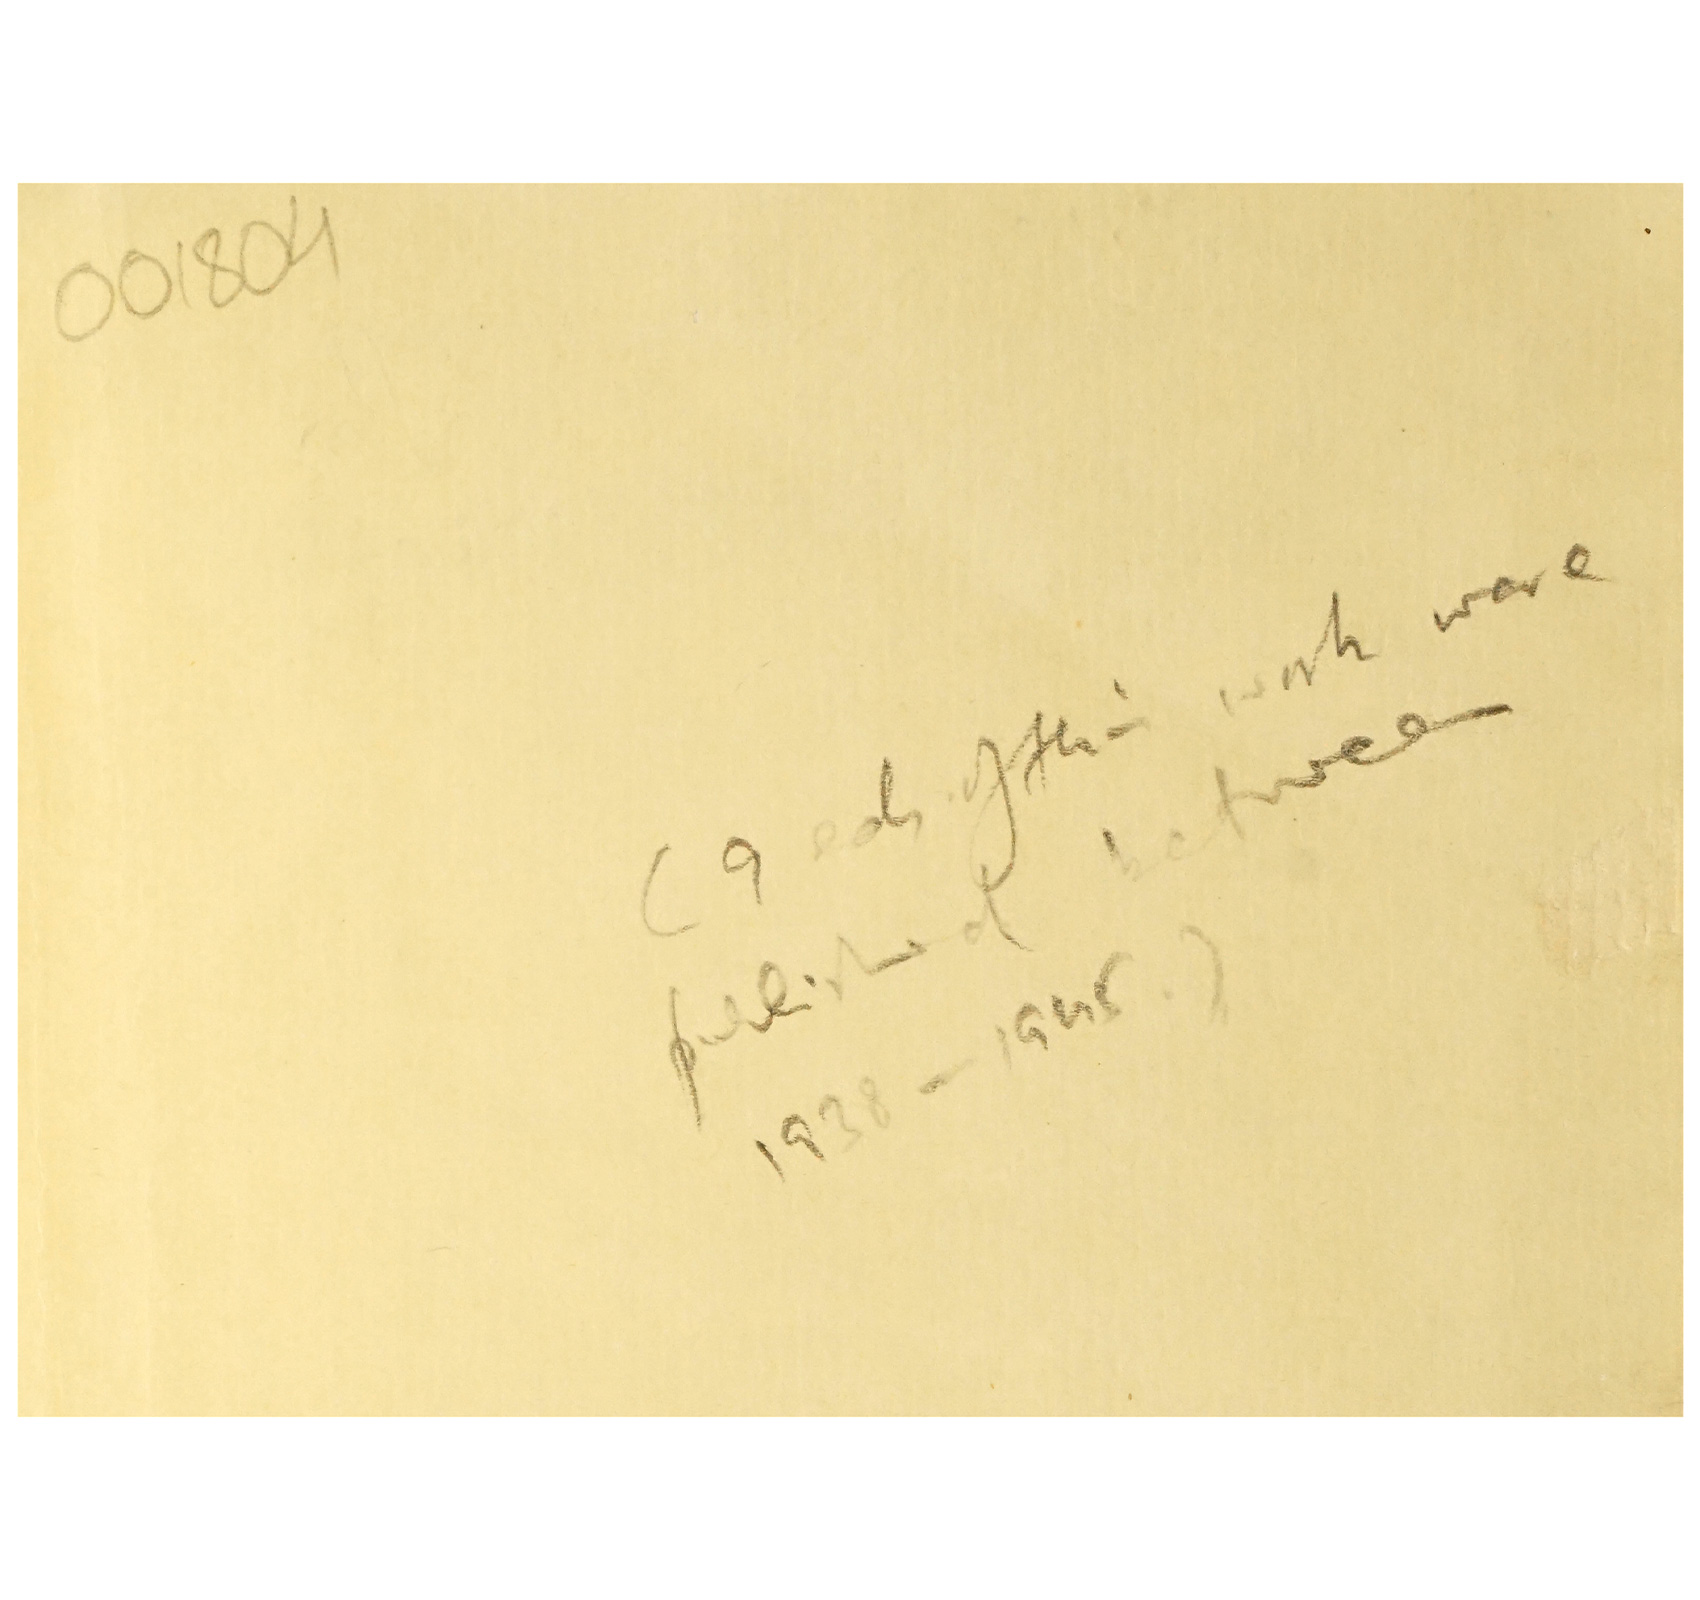 001804
(9 eds. of this work were
published between
1938 – 1945.)